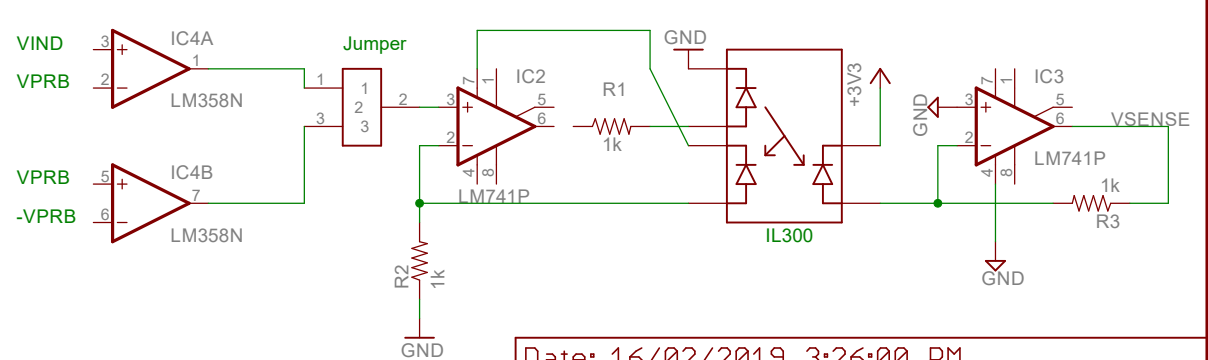 VIND
3
+
IC4A
1
VPRB
2
−
LM358N
Jumper
1
1
2
3
3
2
VPRB
5
+
IC4B
7
-VPRB
6
−
LM358N
7
1
IC2
3
+
5
6
2
−
4
8
LM741P
R2
1k
GND
R1
1k
GND
+3V3
IL300
7
1
IC3
GND
3
+
5
6
VSENSE
2
−
4
8
LM741P
1k
R3
GND
Date: 16/02/2019 3:26:00 PM